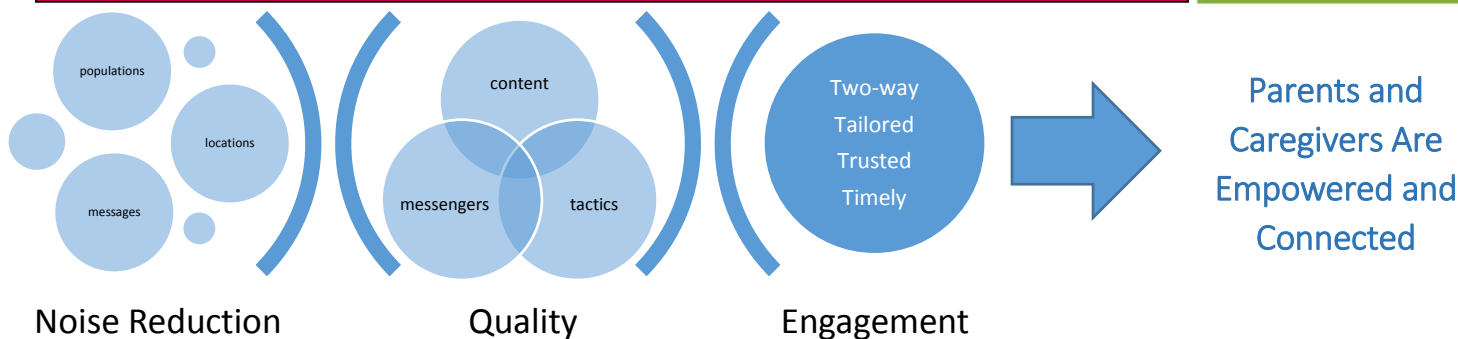 populations
locations
messages
Noise Reduction
content
messengers
tactics
Quality
Two-way
Tailored
Trusted
Timely
Engagement
Parents and
Caregivers Are
Empowered and
Connected